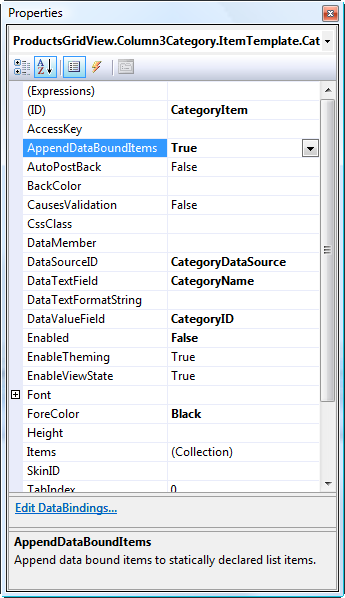 Properties
ProductsGridView.Column3Category.ItemTemplate.Cat
(Expressions)
(ID) CategoryItem
AccessKey
AppendDataBoundItems True
AutoPostBack False
BackColor
CausesValidation False
CssClass
DataMember
DataSourceID CategoryDataSource
DataTextField CategoryName
DataTextFormatString
DataValueField CategoryID
Enabled False
EnableTheming True
EnableViewState True
Font
ForeColor Black
Height
Items (Collection)
SkinID
TabIndex 0
Edit DataBindings...
AppendDataBoundItems
Append data bound items to statically declared list items.